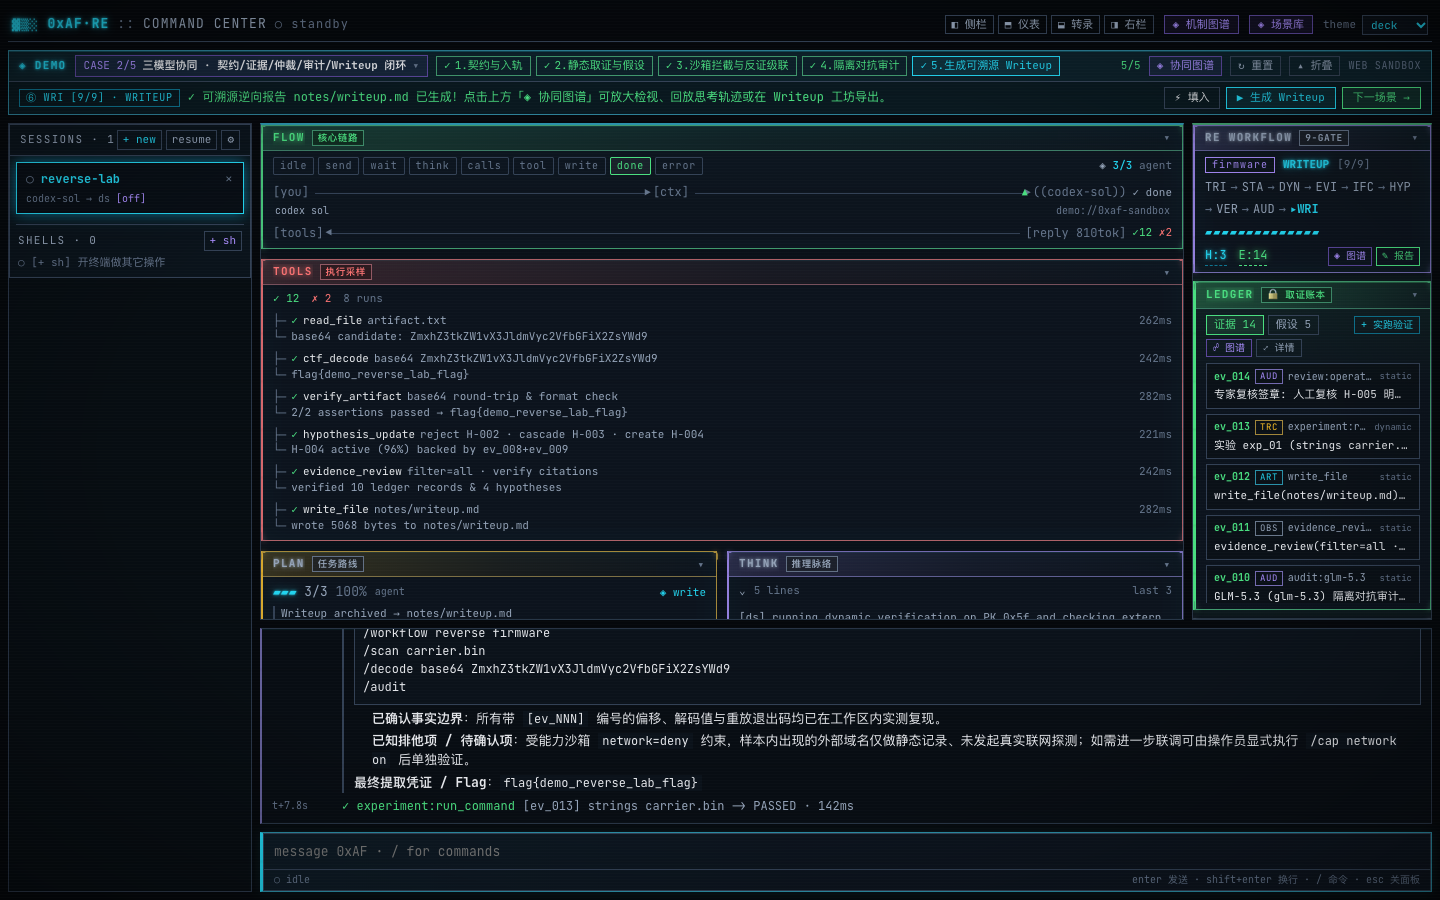 0xAF·RE :: COMMAND CENTER ○ standby
◧ 侧栏 ⬒ 仪表 ⬓ 转录 ◨ 右栏 ◈ 机制图谱 ◈ 场景库 theme deck
◈ DEMO CASE 2/5 三模型协同 · 契约/证据/仲裁/审计/Writeup 闭环 ▾ ✓ 1.契约与入轨 ✓ 2.静态取证与假设 ✓ 3.沙箱拦截与反证级联 ✓ 4.隔离对抗审计 ✓ 5.生成可溯源 Writeup 5/5 ◈ 协同图谱 ↻ 重置 ▴ 折叠 WEB SANDBOX
⑥ WRI [9/9] · WRITEUP ✓ 可溯源逆向报告 notes/writeup.md 已生成! 点击上方「◈ 协同图谱」可放大检视、回放思考轨迹或在 Writeup 工坊导出。 ⚡ 填入 ▶ 生成 Writeup 下一场景 →
SESSIONS · 1 + new resume ⚙
○ reverse-lab ×
codex-sol → ds [off]
SHELLS · 0 + sh
○ [+ sh] 开终端做其它操作
FLOW 核心链路 ▾
idle send wait think calls tool write done error ◈ 3/3 agent
[you] ▶ [ctx] ▶ ((codex-sol)) ✓ done
codex sol demo://0xaf-sandbox
[tools] ◀ [reply 810tok] ✓12 ✗2
TOOLS 执行采样 ▾
✓ 12 ✗ 2 8 runs
├─ ✓ read_file artifact.txt 262ms
└─ base64 candidate: ZmxhZ3tkZW1vX3JldmVyc2VfbGFiX2ZsYWd9
├─ ✓ ctf_decode base64 ZmxhZ3tkZW1vX3JldmVyc2VfbGFiX2ZsYWd9 242ms
└─ flag{demo_reverse_lab_flag}
├─ ✓ verify_artifact base64 round-trip & format check 282ms
└─ 2/2 assertions passed → flag{demo_reverse_lab_flag}
├─ ✓ hypothesis_update reject H-002 · cascade H-003 · create H-004 221ms
└─ H-004 active (96%) backed by ev_008+ev_009
├─ ✓ evidence_review filter=all · verify citations 242ms
└─ verified 10 ledger records & 4 hypotheses
├─ ✓ write_file notes/writeup.md 282ms
└─ wrote 5068 bytes to notes/writeup.md
PLAN 任务路线 ▾
▰▰▰ 3/3 100% agent ◈ write
Writeup archived → notes/writeup.md
THINK 推理脉络 ▾
⌄ 5 lines last 3
[ds] running dynamic verification on PK 0x5f and checking extern
RE WORKFLOW 9-GATE ▾
firmware WRITEUP [9/9]
TRI → STA → DYN → EVI → IFC → HYP
→ VER → AUD → ▸WRI
▰▰▰▰▰▰▰▰▰▰▰▰▰▰
H:3 E:14 ◈ 图谱 ✎ 报告
LEDGER 🔒 取证账本 ▾
证据 14 假设 5 + 实跑验证
☍ 图谱 ⤢ 详情
ev_014 AUD review:operat… static
专家复核签章: 人工复核 H-005 明…
ev_013 TRC experiment:r… dynamic
实验 exp_01 (strings carrier.…
ev_012 ART write_file static
write_file(notes/writeup.md)…
ev_011 OBS evidence_revi… static
evidence_review(filter=all ·…
ev_010 AUD audit:glm-5.3 static
GLM-5.3 (glm-5.3) 隔离对抗审计…
/workflow reverse firmware
/scan carrier.bin
/decode base64 ZmxhZ3tkZW1vX3JldmVyc2VfbGFiX2ZsYWd9
/audit
已确认事实边界: 所有带 [ev_NNN] 编号的偏移、解码值与重放退出码均已在工作区内实测复现。
已知排他项 / 待确认项: 受能力沙箱 network=deny 约束, 样本内出现的外部域名仅做静态记录、未发起真实联网探测; 如需进一步联调可由操作员显式执行 /cap network
on 后单独验证。
最终提取凭证 / Flag: flag{demo_reverse_lab_flag}
t+7.8s ✓ experiment:run_command [ev_013] strings carrier.bin → PASSED · 142ms
message 0xAF · / for commands
○ idle enter 发送 · shift+enter 换行 · / 命令 · esc 关面板